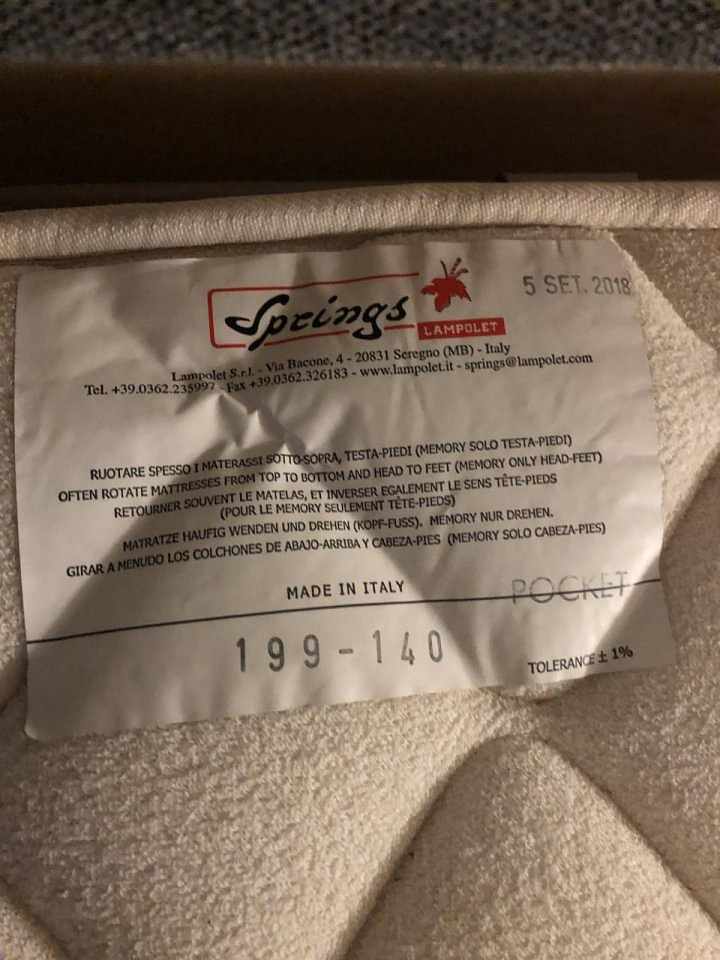 Springs
LAMPOLET
5 SET. 2018
Lampolet S.r.l. - Via Bacone, 4 - 20831 Seregno (MB) - Italy
Tel. +39.0362.235997 - Fax +39.0362.326183 - www.lampolet.it - springs@lampolet.com
RUOTARE SPESSO I MATERASSI SOTTO-SOPRA, TESTA-PIEDI (MEMORY SOLO TESTA-PIEDI)
OFTEN ROTATE MATTRESSES FROM TOP TO BOTTOM AND HEAD TO FEET (MEMORY ONLY HEAD-FEET)
RETOURNER SOUVENT LE MATELAS, ET INVERSER EGALEMENT LE SENS TÊTE-PIEDS
(POUR LE MEMORY SEULEMENT TÊTE-PIEDS)
MATRATZE HAUFIG WENDEN UND DREHEN (KOPF-FUSS). MEMORY NUR DREHEN.
GIRAR A MENUDO LOS COLCHONES DE ABAJO-ARRIBA Y CABEZA-PIES (MEMORY SOLO CABEZA-PIES)
MADE IN ITALY
POCKET
199-140
TOLERANCE ± 1%